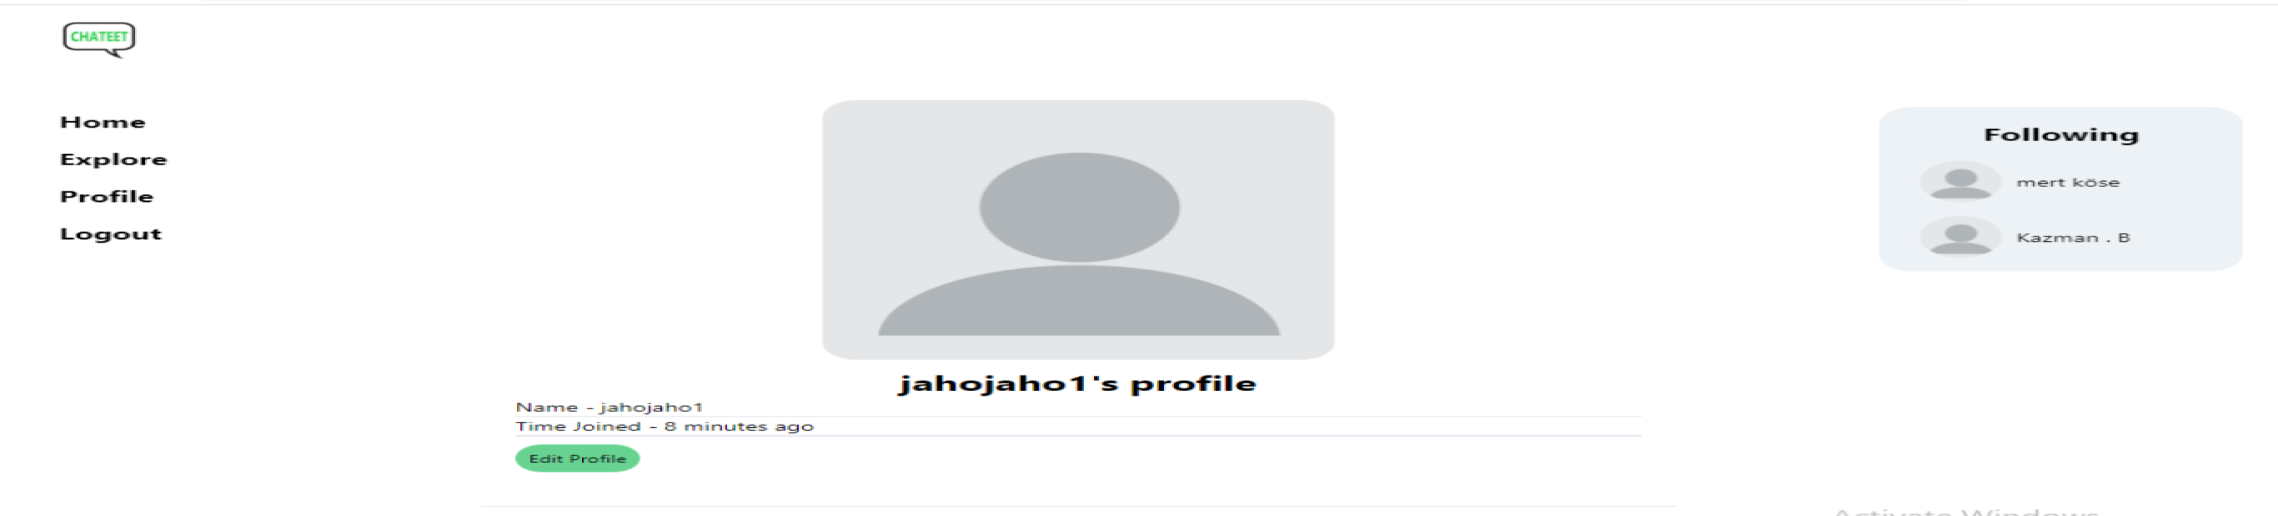 CHATEET
Home
Explore
Profile
Logout
jahojaho1's profile
Name - jahojaho1
Time Joined - 8 minutes ago
Edit Profile
Following
mert köse
Kazman . B
Activate Windows